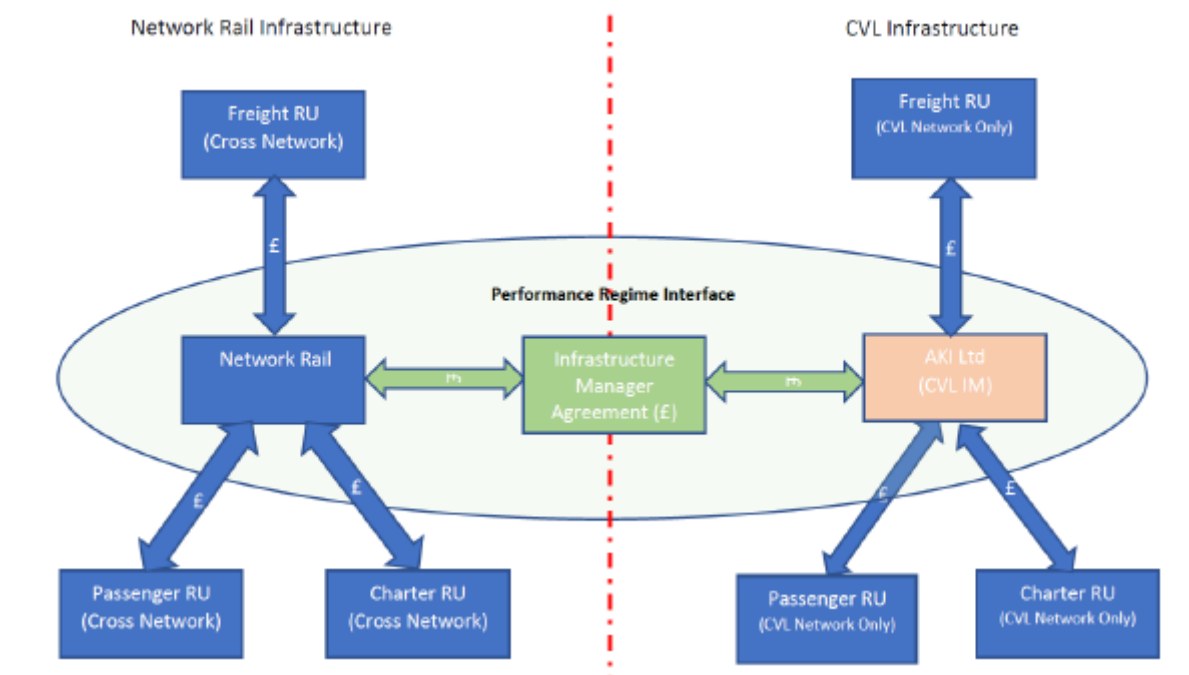 Network Rail Infrastructure
CVL Infrastructure
Freight RU
(Cross Network)
Freight RU
(CVL Network Only)
£
£
Performance Regime Interface
Network Rail
£
Infrastructure
Manager
Agreement (£)
£
AKI Ltd
(CVL IM)
£
£
£
£
Passenger RU
(Cross Network)
Charter RU
(Cross Network)
Passenger RU
(CVL Network Only)
Charter RU
(CVL Network Only)